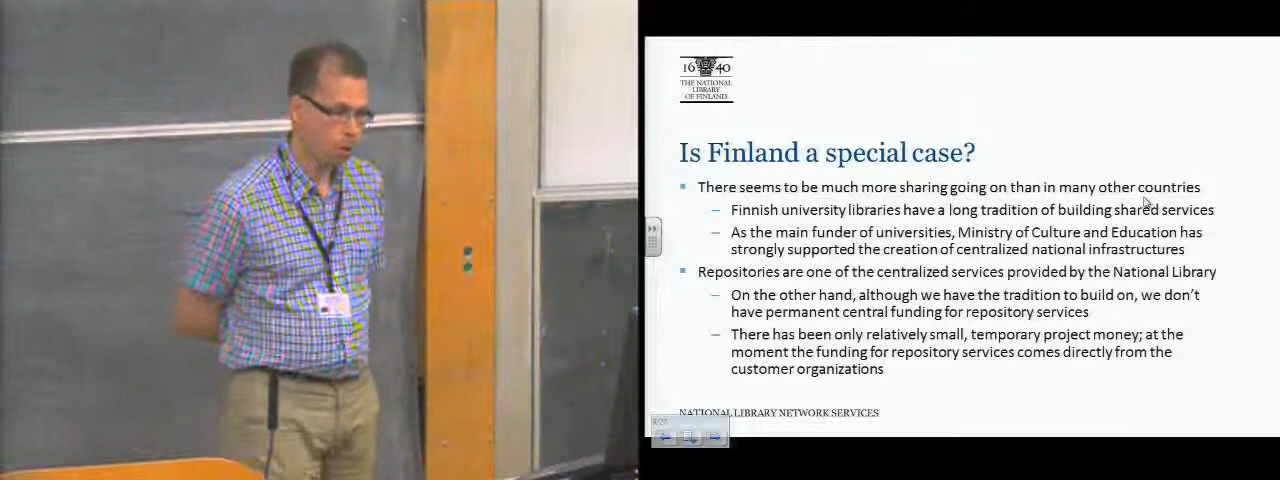 16 40
THE NATIONAL
LIBRARY
OF FINLAND
Is Finland a special case?
There seems to be much more sharing going on than in many other countries
– Finnish university libraries have a long tradition of building shared services
– As the main funder of universities, Ministry of Culture and Education has
strongly supported the creation of centralized national infrastructures
Repositories are one of the centralized services provided by the National Library
– On the other hand, although we have the tradition to build on, we don't
have permanent central funding for repository services
– There has been only relatively small, temporary project money; at the
moment the funding for repository services comes directly from the
customer organizations
NATIONAL LIBRARY NETWORK SERVICES